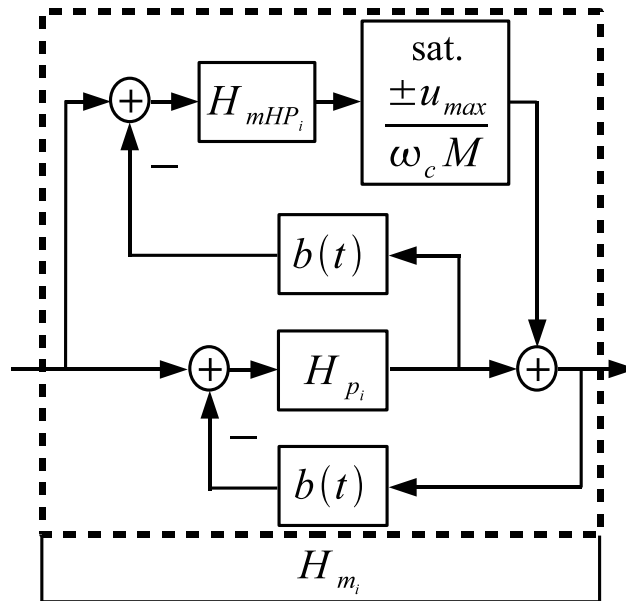 sat.
+ H_{mHP_i} ±u_{max}
ω_c M
−
b(t)
+ H_{p_i} +
−
b(t)
H_{m_i}